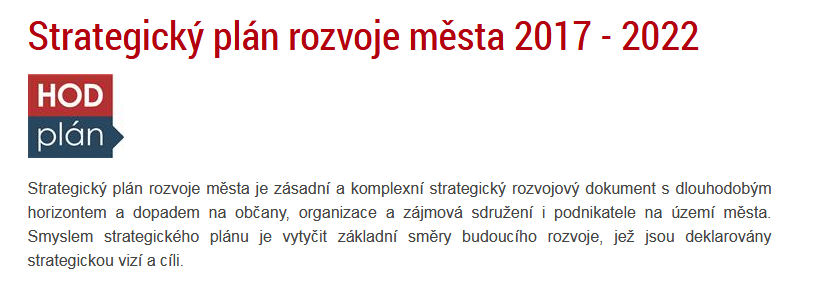 Strategický plán rozvoje města 2017 - 2022
HOD
plán
Strategický plán rozvoje města je zásadní a komplexní strategický rozvojový dokument s dlouhodobým
horizontem a dopadem na občany, organizace a zájmová sdružení i podnikatele na území města.
Smyslem strategického plánu je vytyčit základní směry budoucího rozvoje, jež jsou deklarovány
strategickou vizí a cíli.